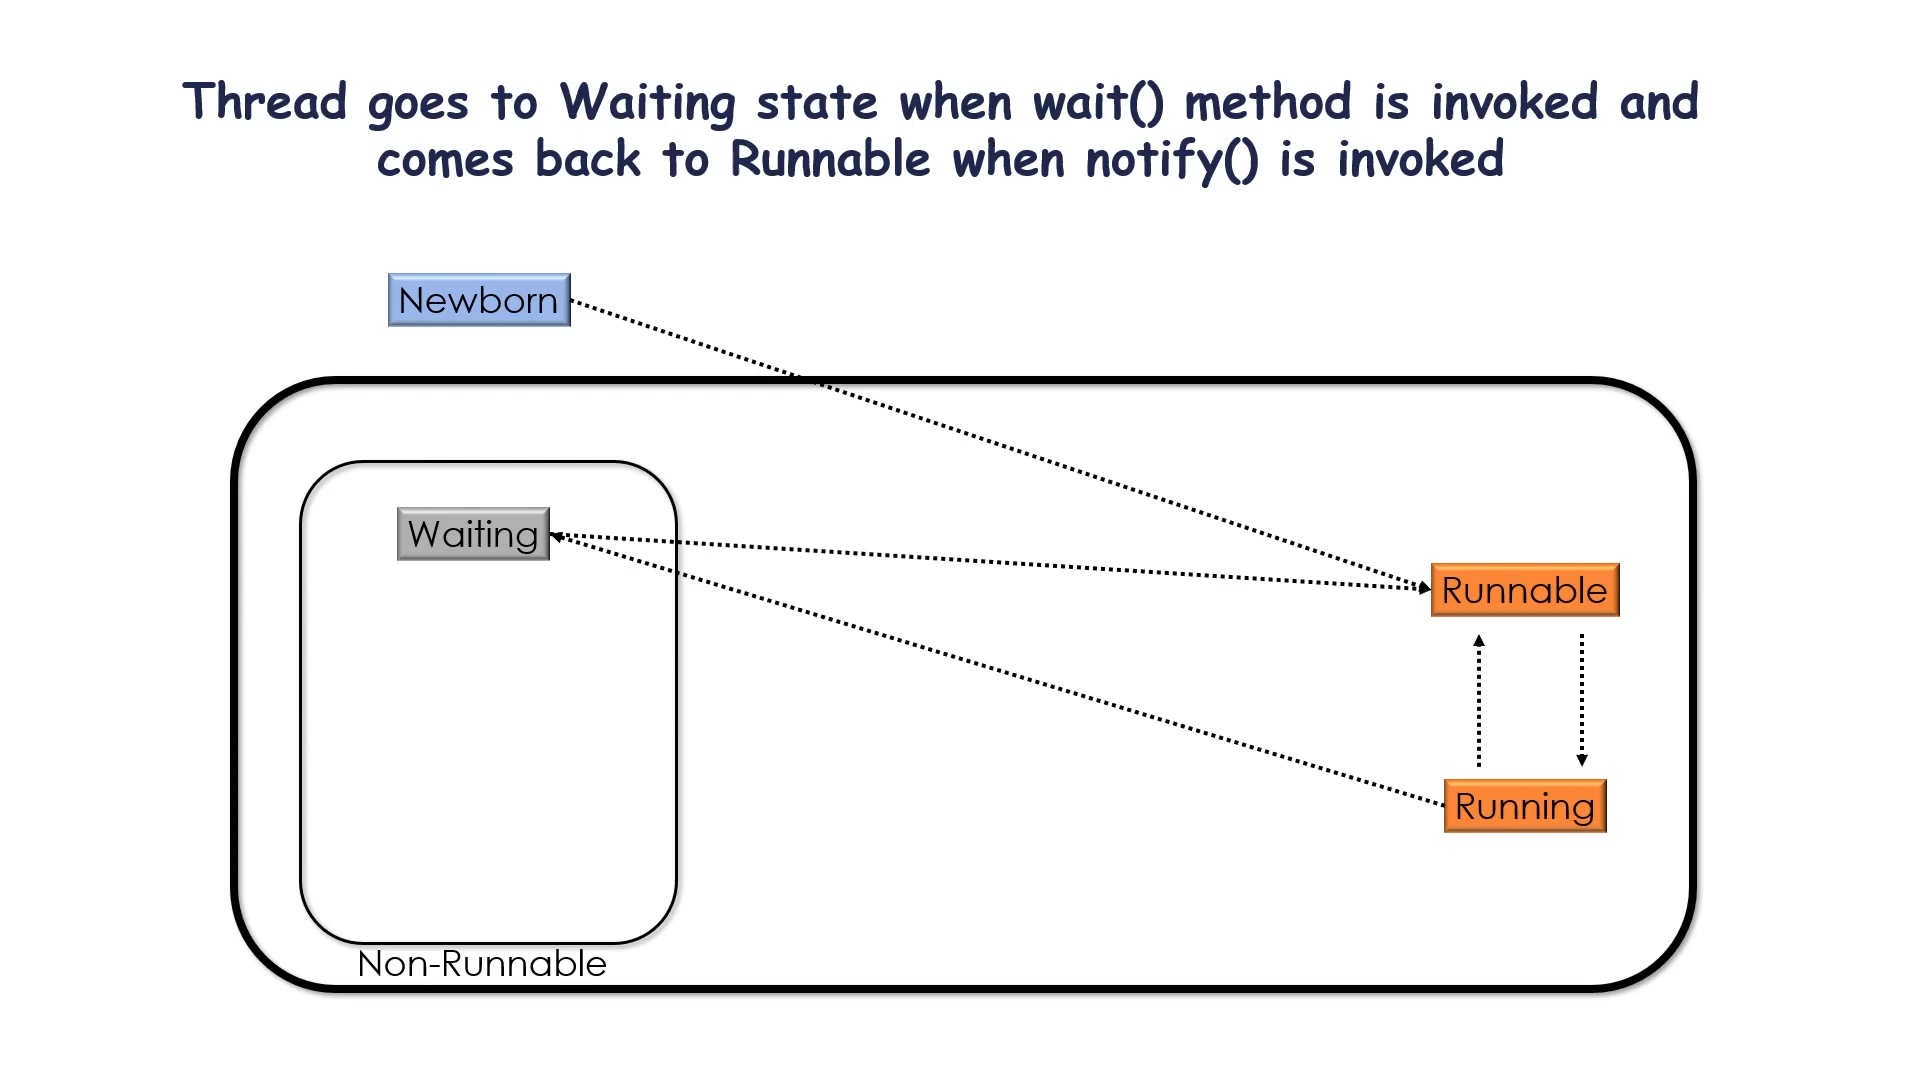 Thread goes to Waiting state when wait() method is invoked and
comes back to Runnable when notify() is invoked
Newborn
Waiting
Runnable
Running
Non-Runnable